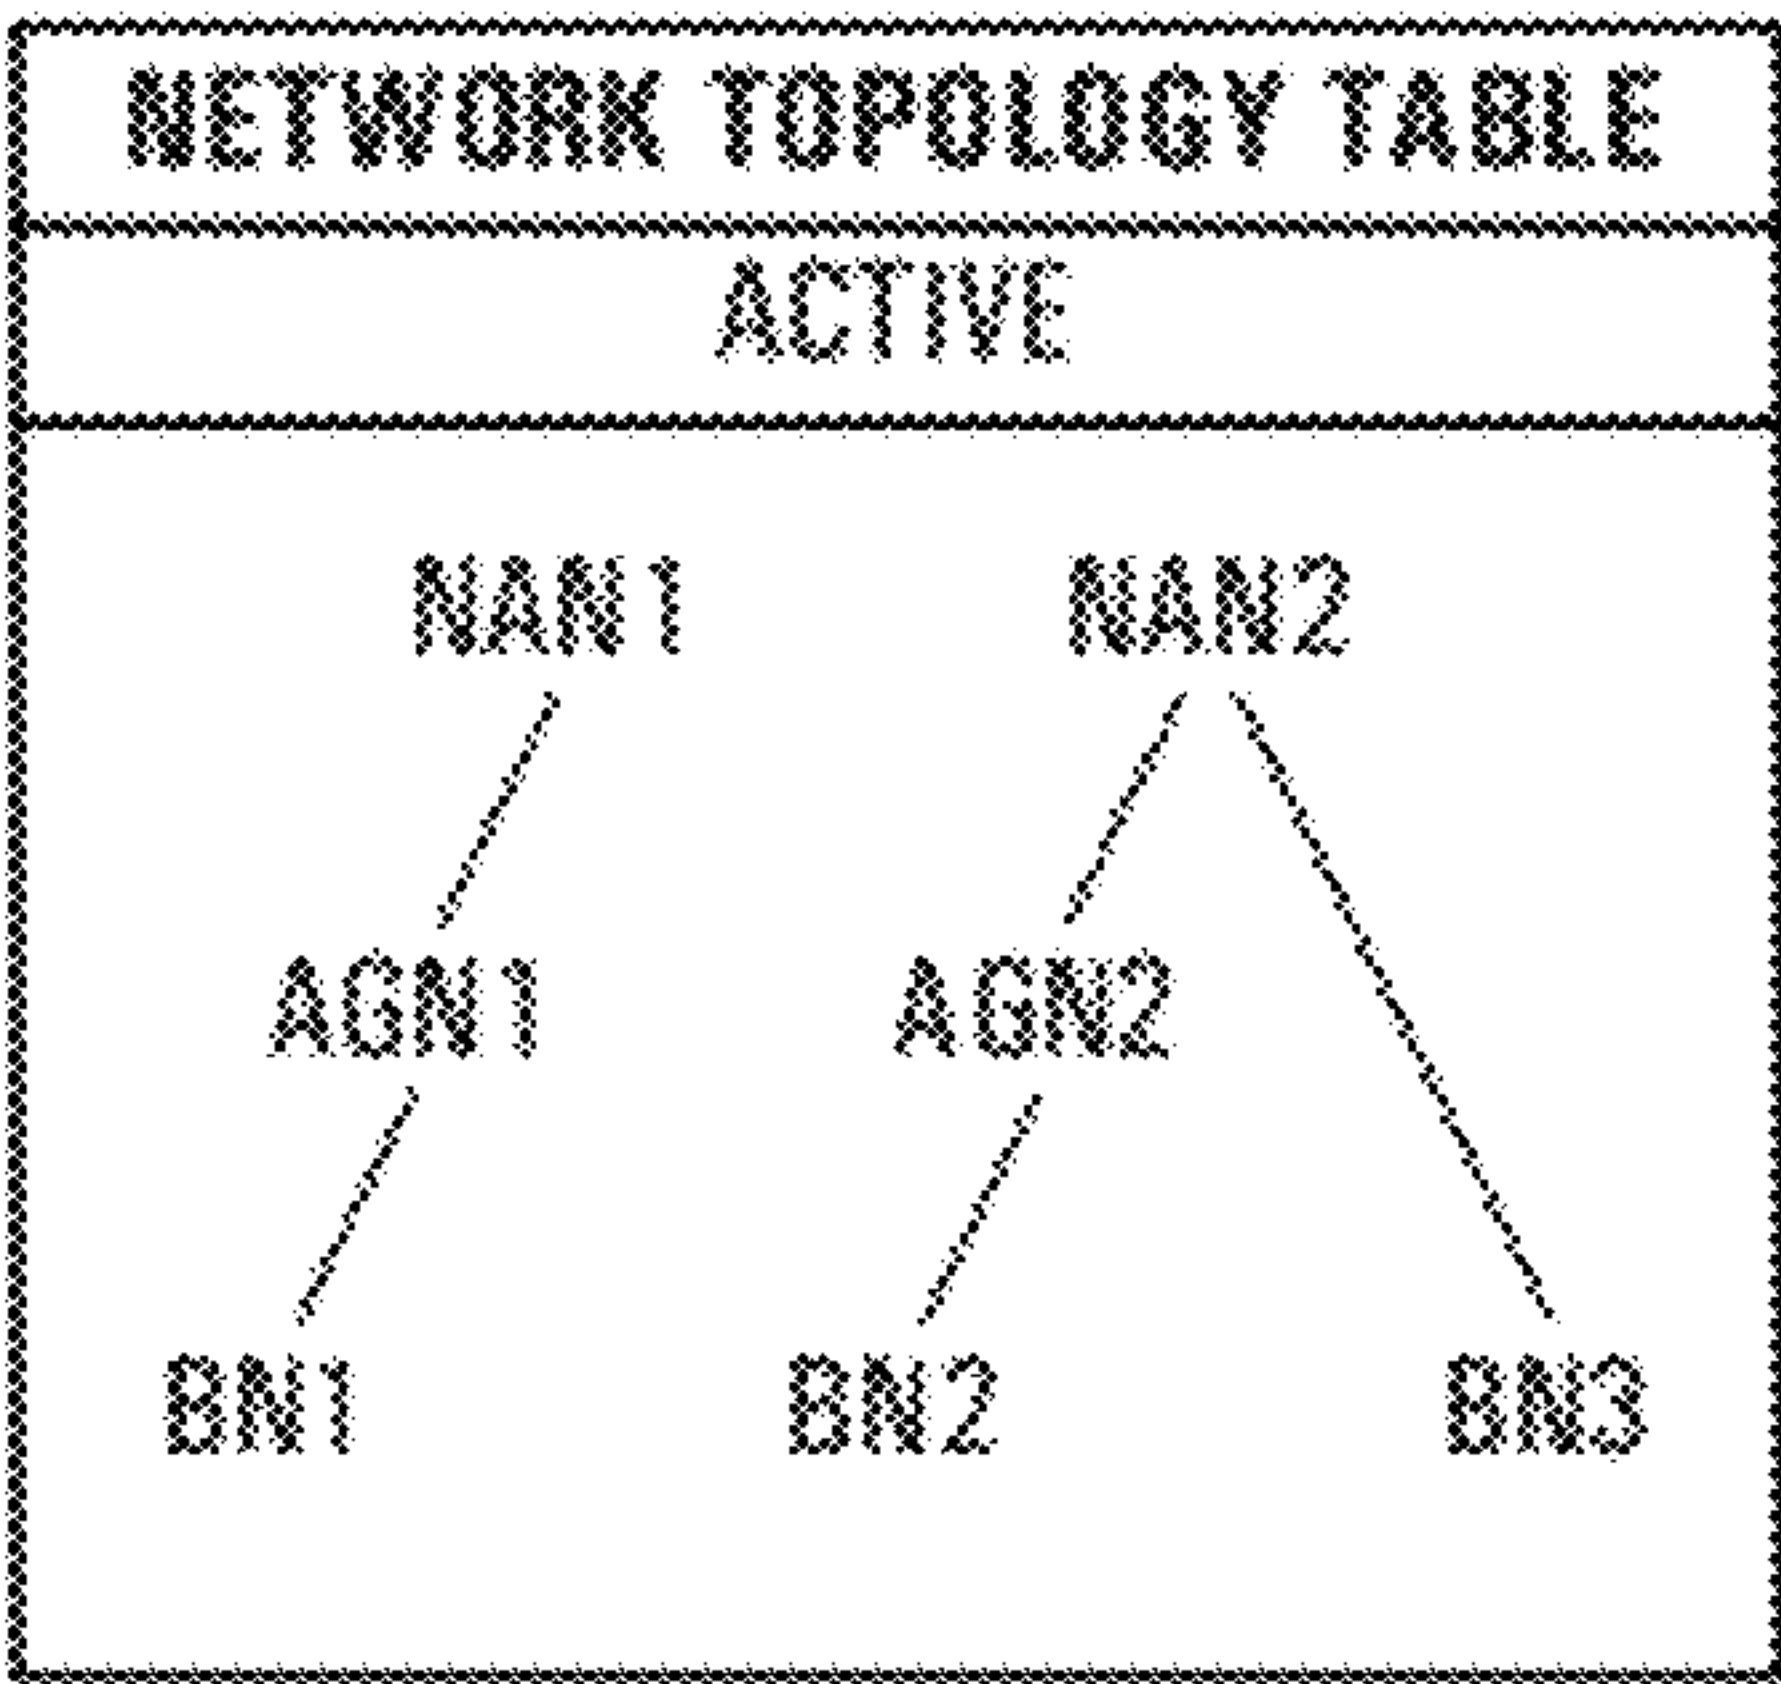 NETWORK TOPOLOGY TABLE
ACTIVE
NAN1 NAN2
AGN1 AGN2
BN1 BN2 BN3